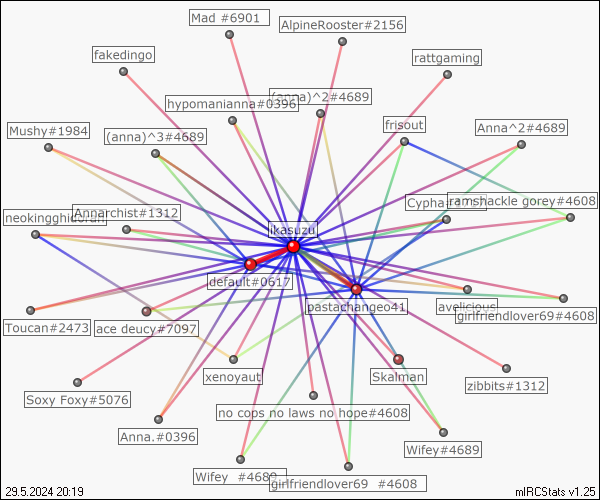 Mad #6901
AlpineRooster#2156
fakedingo
rattgaming
hypomanianna#0396
(anna)^2#4689
Mushy#1984
(anna)^3#4689
frisout
Anna^2#4689
neokingghidorah
Annarchist#1312
ramshackle gorey#4608
ikasuzu
default#0617
pastachangeo41
avelicious
girlfriendlover69#4608
Toucan#2473
ace deucy#7097
xenoyaut
Skalman
zibbits#1312
Soxy Foxy#5076
no cops no laws no hope#4608
Anna.#0396
Wifey#4689
Wifey #4689
girlfriendlover69 #4608
29.5.2024 20:19
mIRCStats v1.25